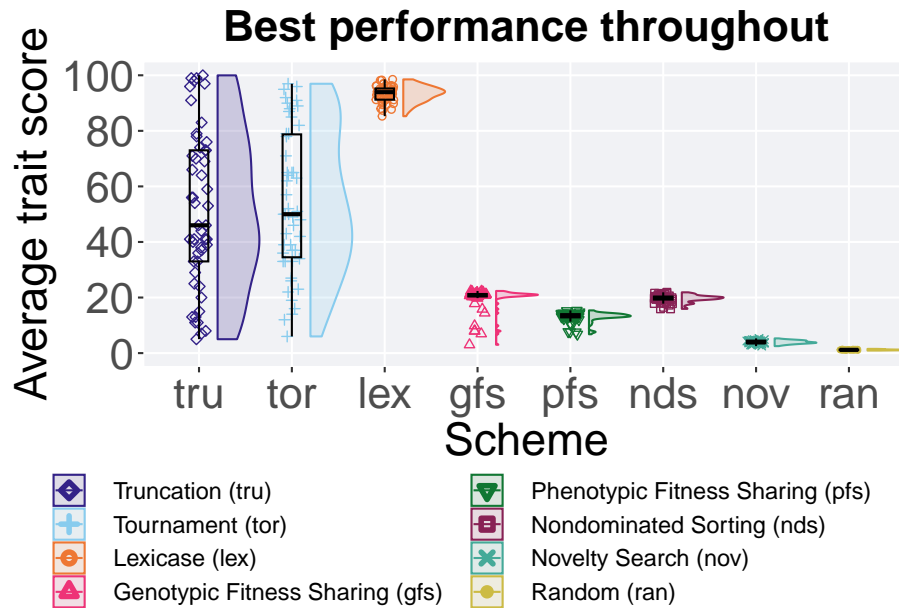 Best performance throughout
Average trait score
100
80
60
40
20
0
tru tor lex gfs pfs nds nov ran
Scheme
Truncation (tru)
Tournament (tor)
Lexicase (lex)
Genotypic Fitness Sharing (gfs)
Phenotypic Fitness Sharing (pfs)
Nondominated Sorting (nds)
Novelty Search (nov)
Random (ran)